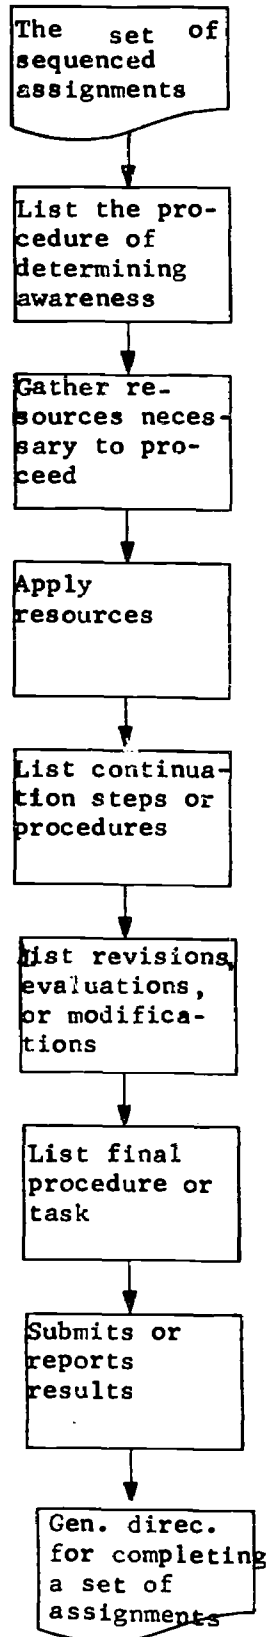 The set of
sequenced
assignments
List the pro-
cedure of
determining
awareness
Gather re-
sources neces-
sary to pro-
ceed
Apply
resources
List continua-
tion steps or
procedures
List revisions,
evaluations,
or modifica-
tions
List final
procedure or
task
Submits or
reports
results
Gen. direc.
for completing
a set of
assignments